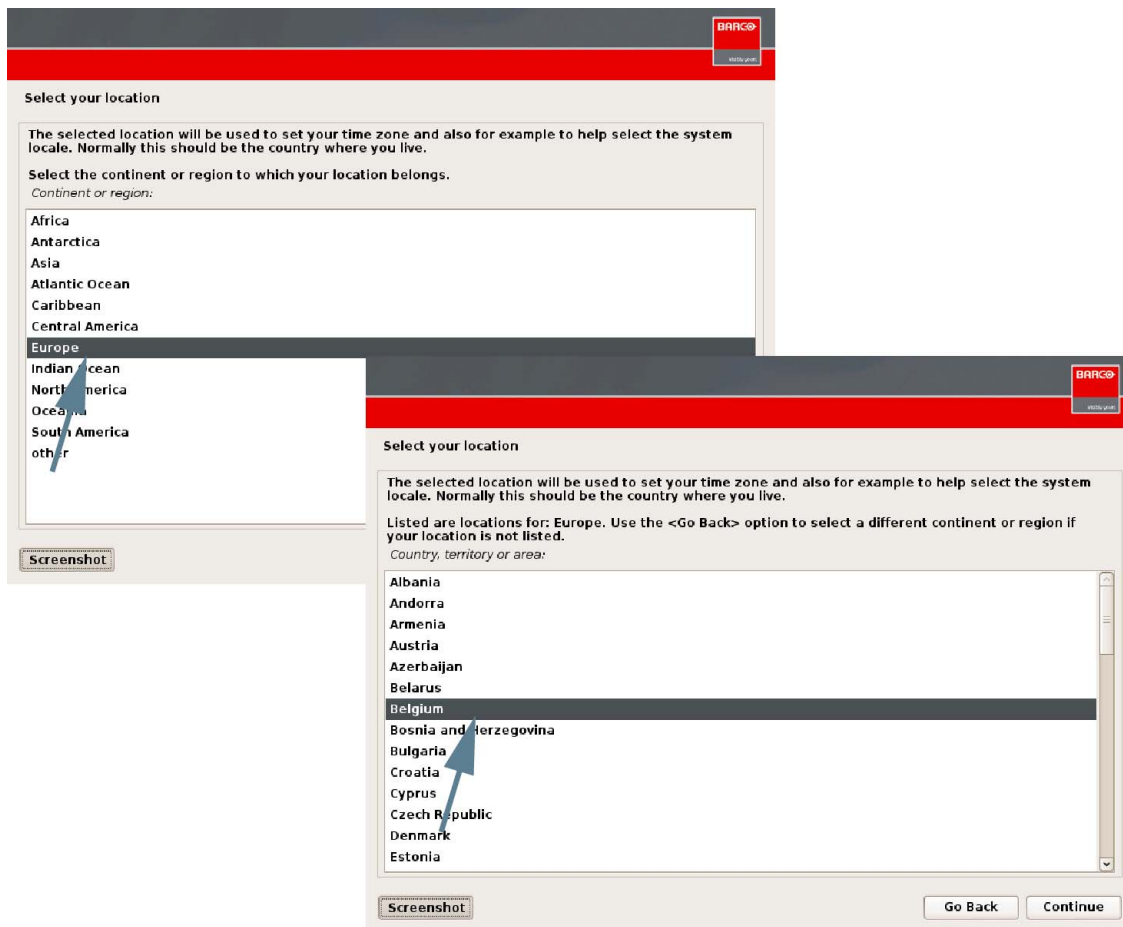 BARCO
Select your location
The selected location will be used to set your time zone and also for example to help select the system
locale. Normally this should be the country where you live.
Select the continent or region to which your location belongs.
Continent or region:
Africa
Antarctica
Asia
Atlantic Ocean
Caribbean
Central America
Europe
Indian Ocean
North America
Oceania
South America
other
Screenshot
BARCO
Select your location
The selected location will be used to set your time zone and also for example to help select the system
locale. Normally this should be the country where you live.
Listed are locations for: Europe. Use the <Go Back> option to select a different continent or region if
your location is not listed.
Country, territory or area:
Albania
Andorra
Armenia
Austria
Azerbaijan
Belarus
Belgium
Bosnia and Herzegovina
Bulgaria
Croatia
Cyprus
Czech Republic
Denmark
Estonia
Screenshot
Go Back
Continue